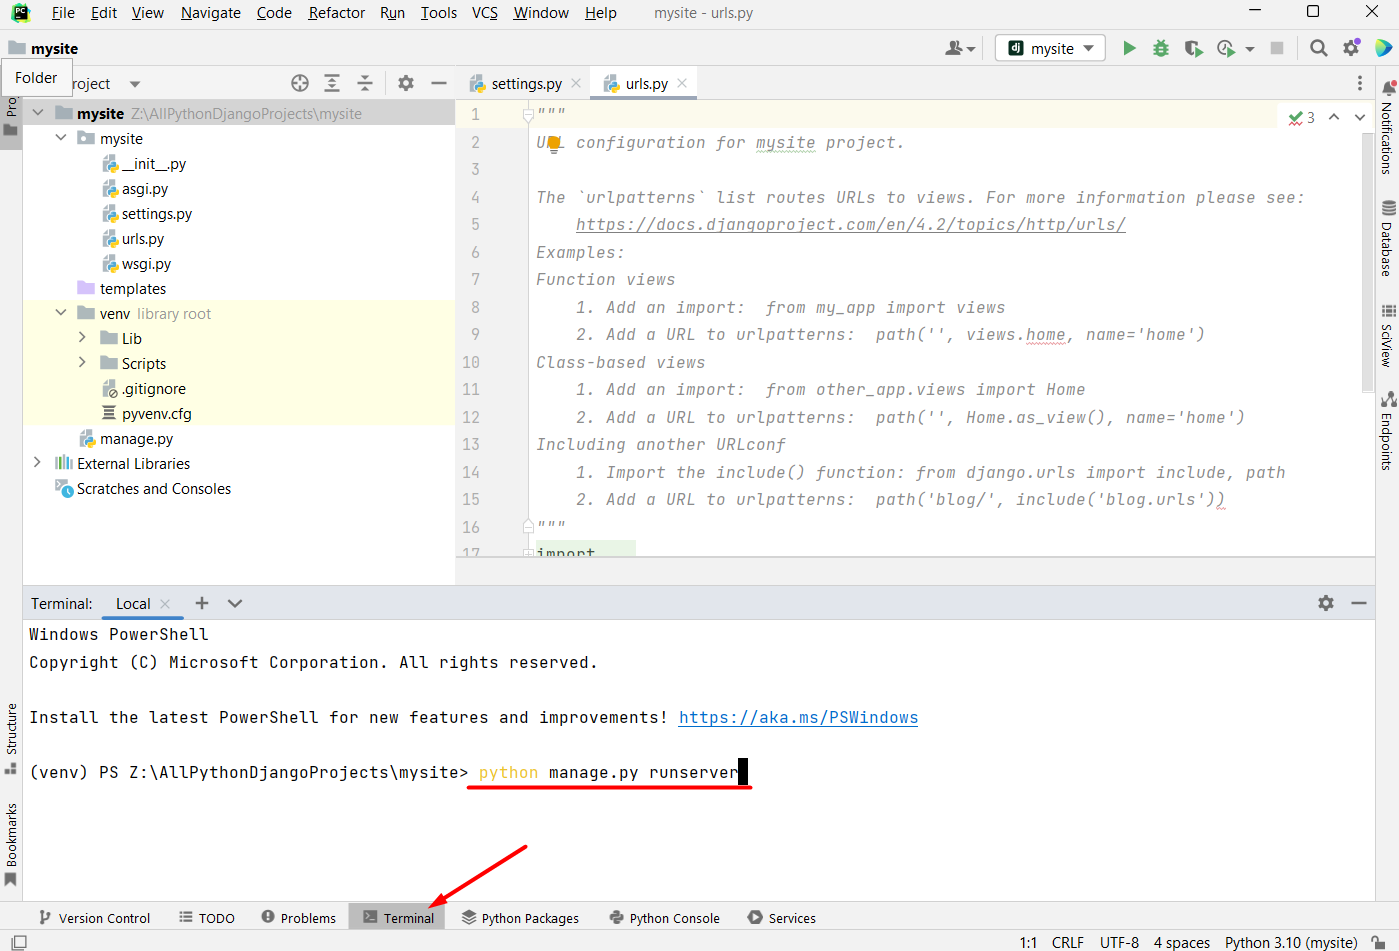 PC File Edit View Navigate Code Refactor Run Tools VCS Window Help mysite - urls.py
mysite
dj mysite
Folder
roject
settings.py
urls.py
mysite Z:\AllPythonDjangoProjects\mysite
mysite
__init__.py
asgi.py
settings.py
urls.py
wsgi.py
templates
venv library root
Lib
Scripts
.gitignore
pyvenv.cfg
manage.py
External Libraries
Scratches and Consoles
1 """
3
2 URL configuration for mysite project.
3
4 The `urlpatterns` list routes URLs to views. For more information please see:
5 https://docs.djangoproject.com/en/4.2/topics/http/urls/
6 Examples:
7 Function views
8 1. Add an import:  from my_app import views
9 2. Add a URL to urlpatterns:  path('', views.home, name='home')
10 Class-based views
11 1. Add an import:  from other_app.views import Home
12 2. Add a URL to urlpatterns:  path('', Home.as_view(), name='home')
13 Including another URLconf
14 1. Import the include() function: from django.urls import include, path
15 2. Add a URL to urlpatterns:  path('blog/', include('blog.urls'))
16 """
17 import
Notifications
Database
SciView
Endpoints
Structure
Bookmarks
Terminal: Local
Windows PowerShell
Copyright (C) Microsoft Corporation. All rights reserved.
Install the latest PowerShell for new features and improvements! https://aka.ms/PSWindows
(venv) PS Z:\AllPythonDjangoProjects\mysite> python manage.py runserver
Version Control TODO Problems Terminal Python Packages Python Console Services
1:1 CRLF UTF-8 4 spaces Python 3.10 (mysite)